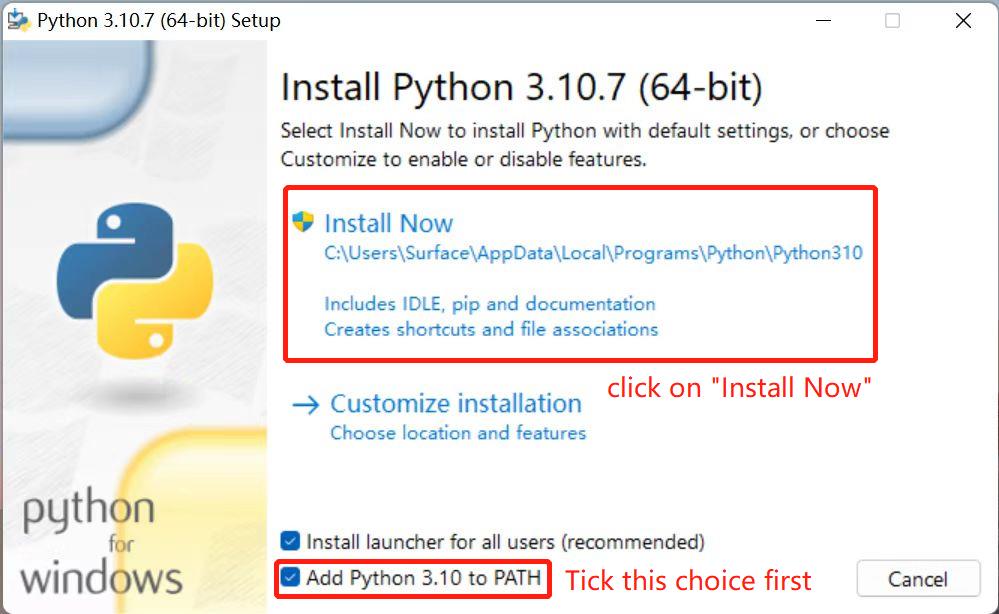 Python 3.10.7 (64-bit) Setup
Install Python 3.10.7 (64-bit)
Select Install Now to install Python with default settings, or choose
Customize to enable or disable features.
Install Now
C:\Users\Surface\AppData\Local\Programs\Python\Python310
Includes IDLE, pip and documentation
Creates shortcuts and file associations
click on "Install Now"
Customize installation
Choose location and features
python
for
windows
Install launcher for all users (recommended)
Add Python 3.10 to PATH
Tick this choice first
Cancel